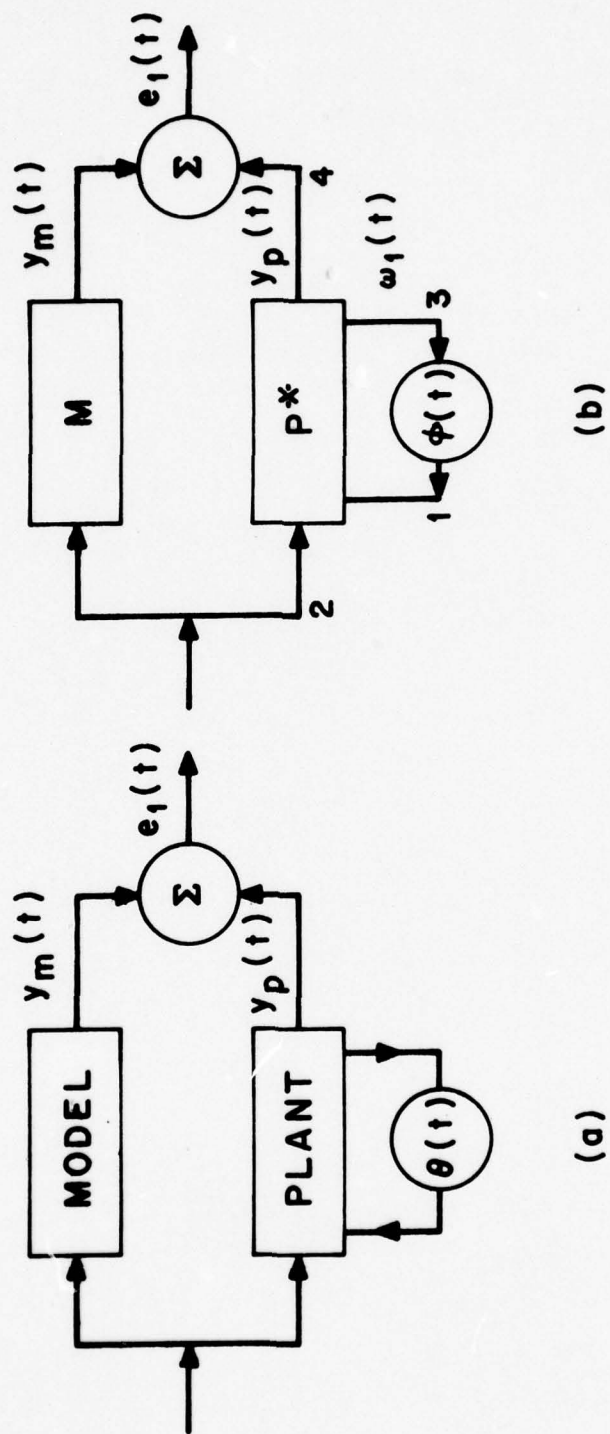 MODEL
y_m(t)
Σ
e_1(t)
PLANT
y_p(t)
θ(t)
(a)
M
y_m(t)
Σ
e_1(t)
2
P*
y_p(t)
4
ω_1(t)
1
ϕ(t)
3
(b)